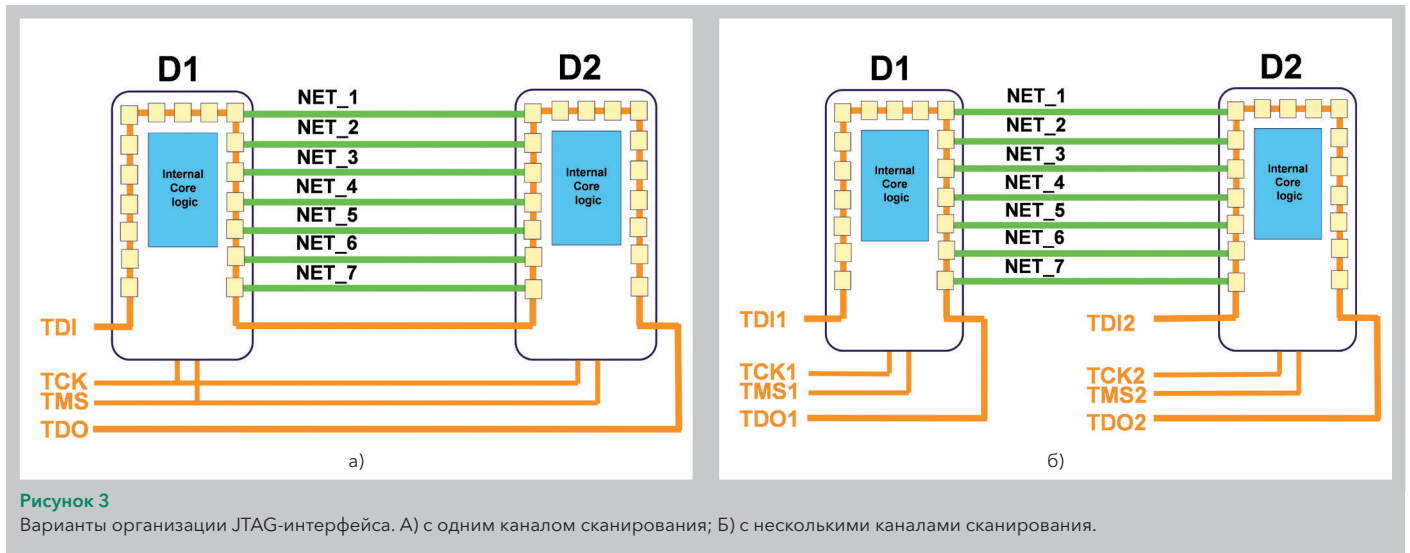 D1
D2
NET_1
NET_2
NET_3
NET_4
NET_5
NET_6
NET_7
Internal
Core
logic
Internal
Core
logic
TDI
TCK
TMS
TDO
а)
D1
D2
NET_1
NET_2
NET_3
NET_4
NET_5
NET_6
NET_7
Internal
Core
logic
Internal
Core
logic
TDI1
TCK1
TMS1
TDO1
TDI2
TCK2
TMS2
TDO2
б)
Рисунок 3
Варианты организации JTAG-интерфейса. А) с одним каналом сканирования; Б) с несколькими каналами сканирования.